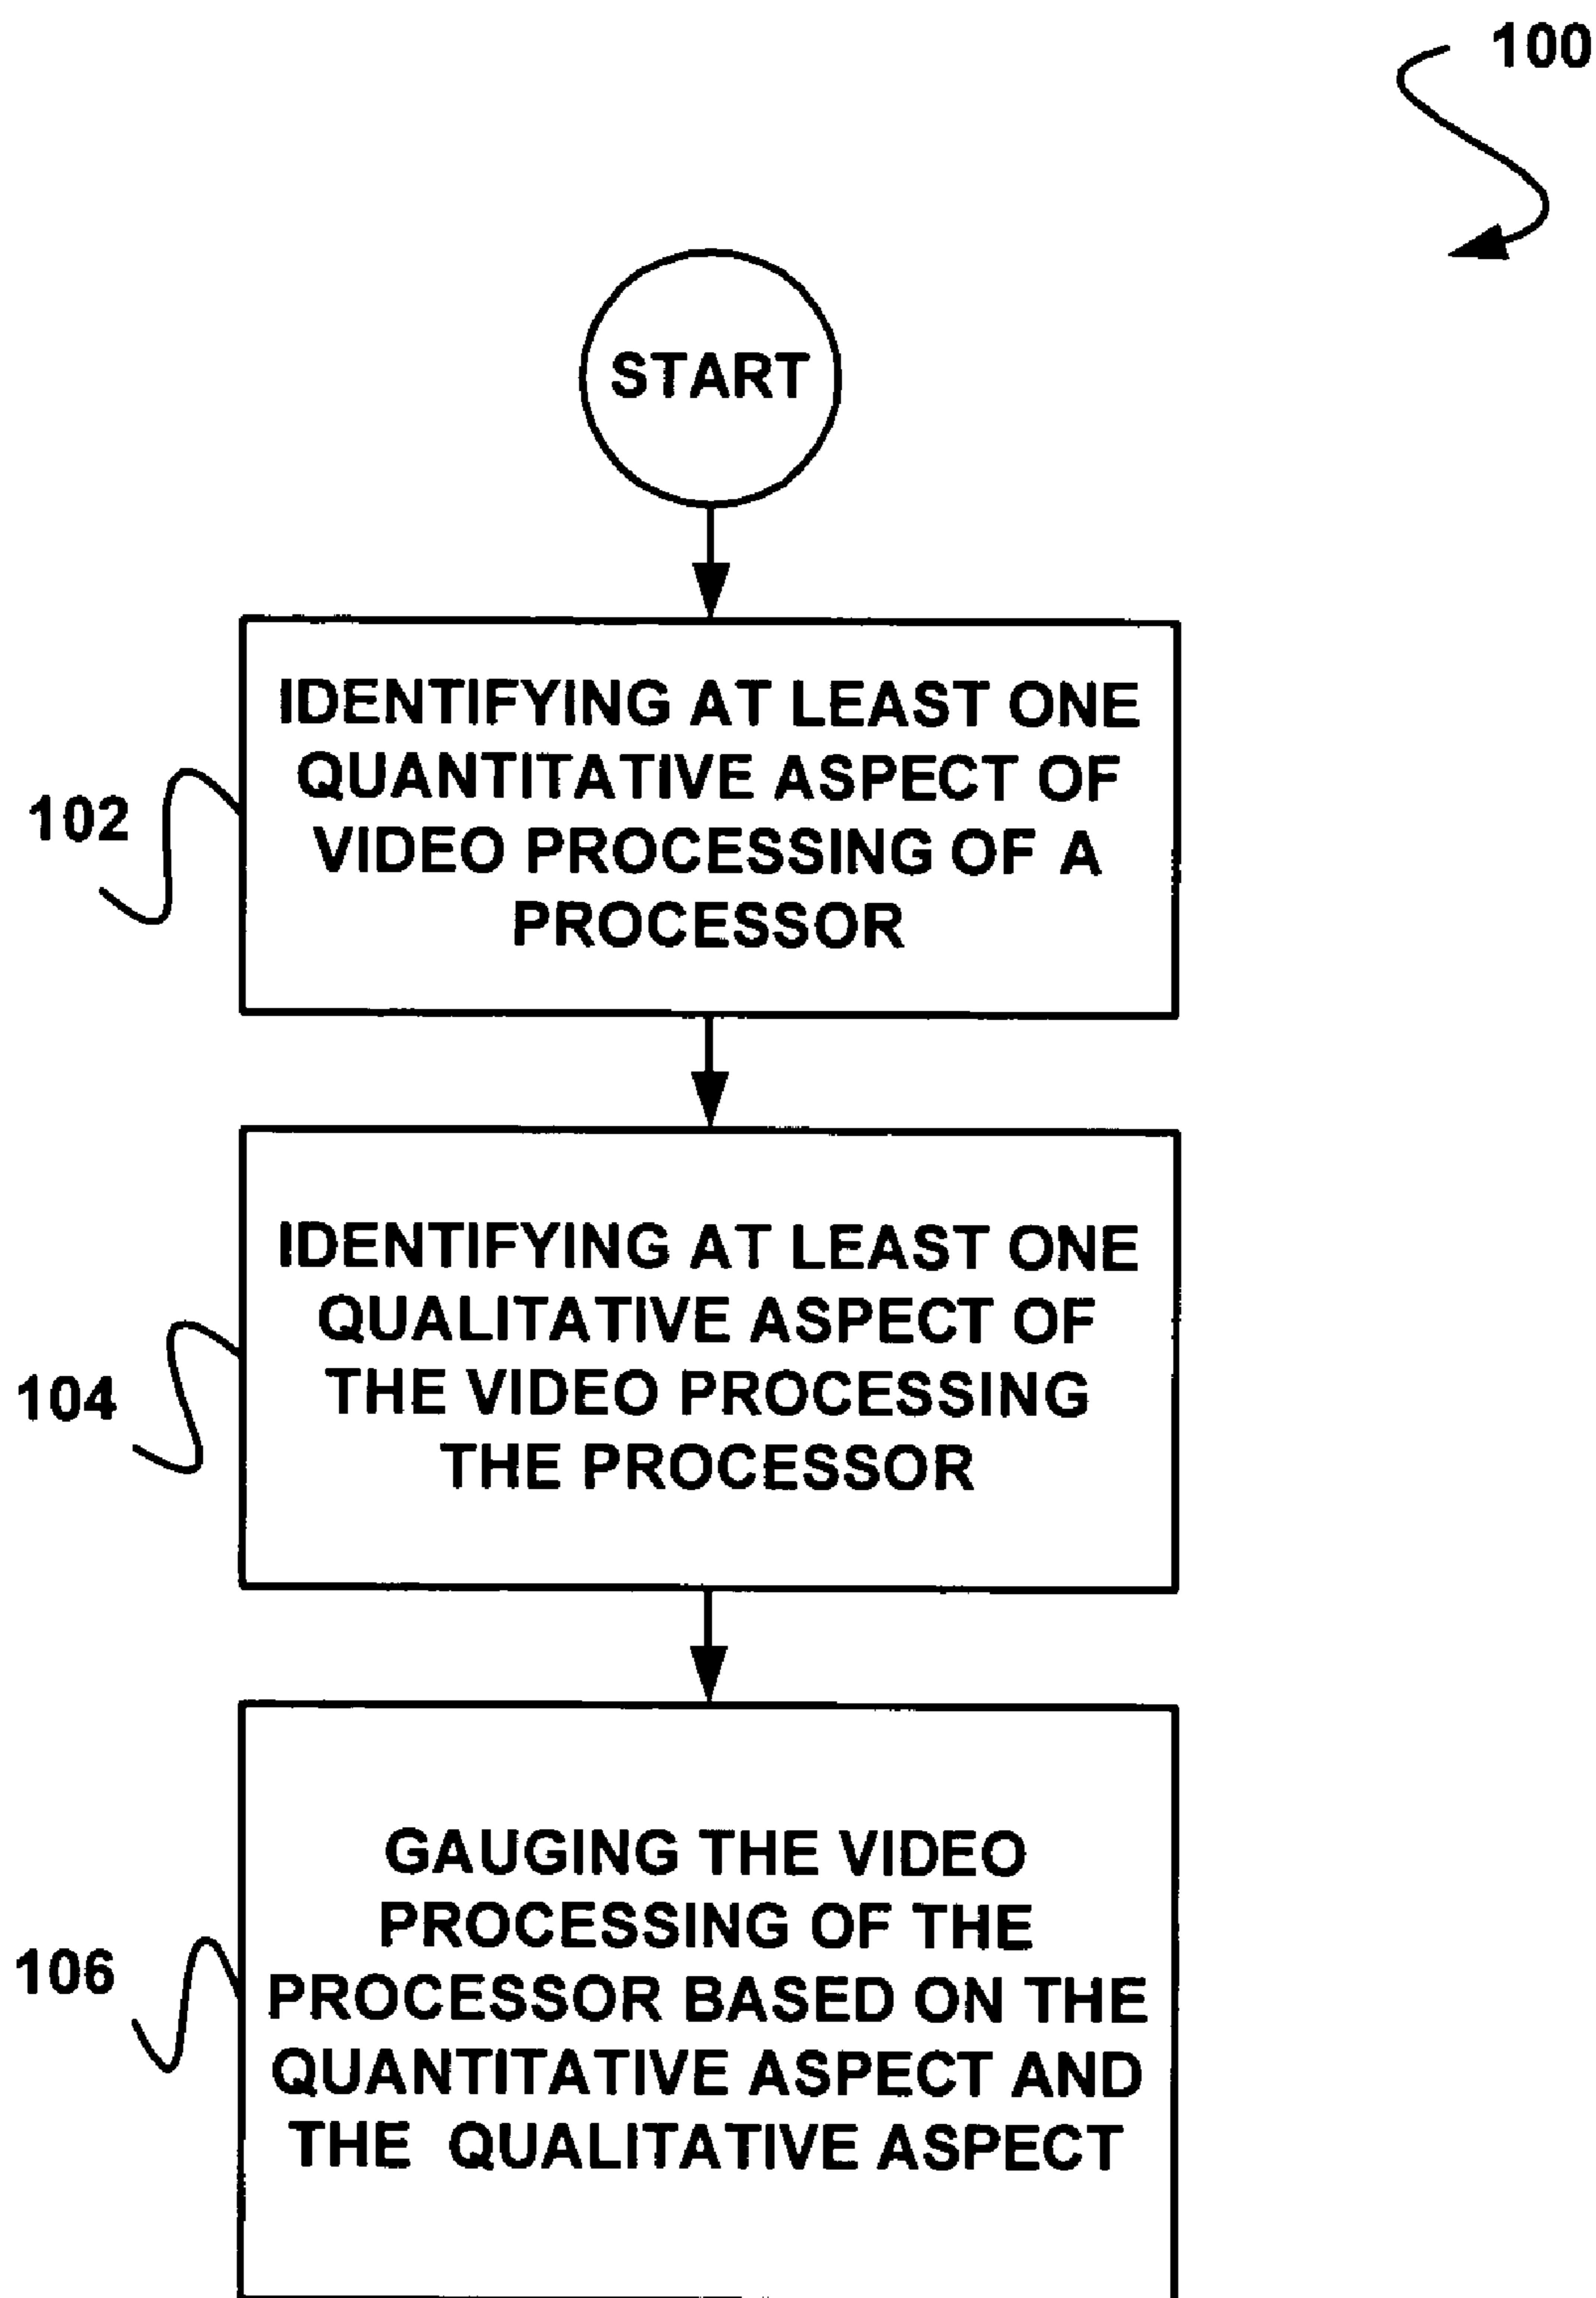 100
START
IDENTIFYING AT LEAST ONE
QUANTITATIVE ASPECT OF
VIDEO PROCESSING OF A
PROCESSOR
102
IDENTIFYING AT LEAST ONE
QUALITATIVE ASPECT OF
THE VIDEO PROCESSING
THE PROCESSOR
104
GAUGING THE VIDEO
PROCESSING OF THE
PROCESSOR BASED ON THE
QUANTITATIVE ASPECT AND
THE QUALITATIVE ASPECT
106